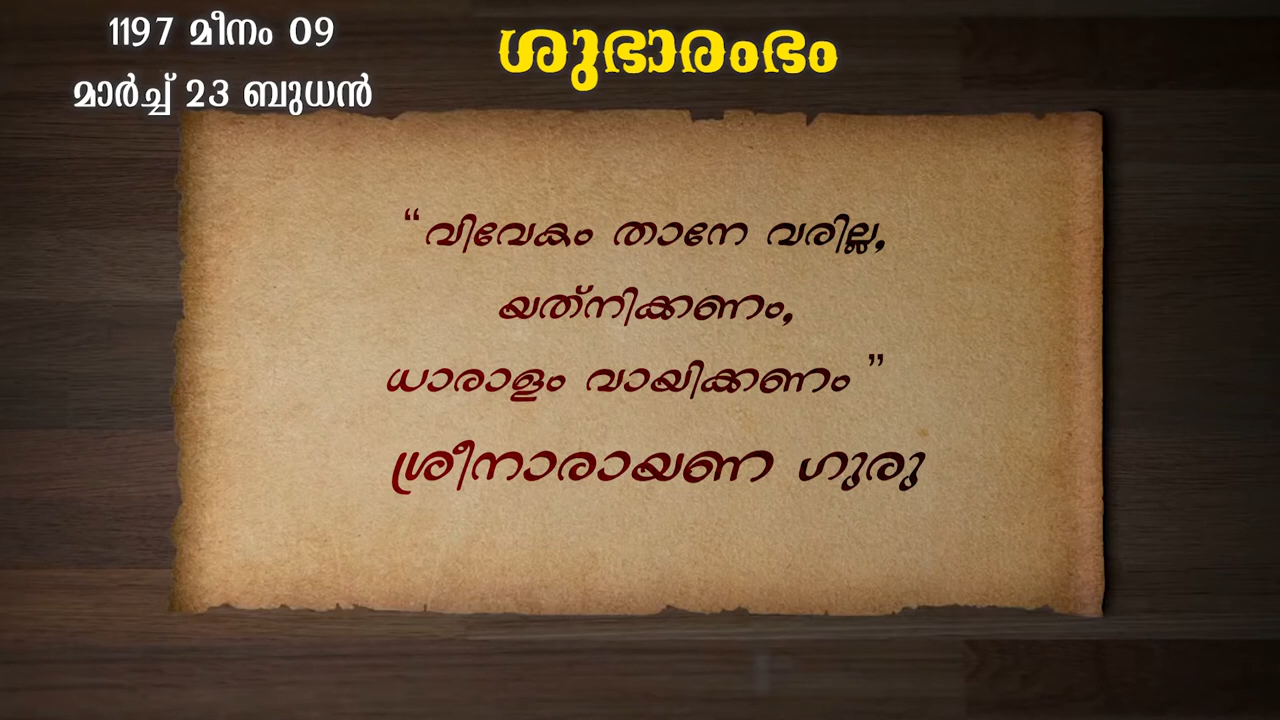 1197 മീനം 09
മാർച്ച് 23 ബുധൻ
ശുഭാരംഭം
“വിവേകം താനേ വരില്ല,
യത്നിക്കണം,
ധാരാളം വായിക്കണം ”
ശ്രീനാരായണ ഗുരു